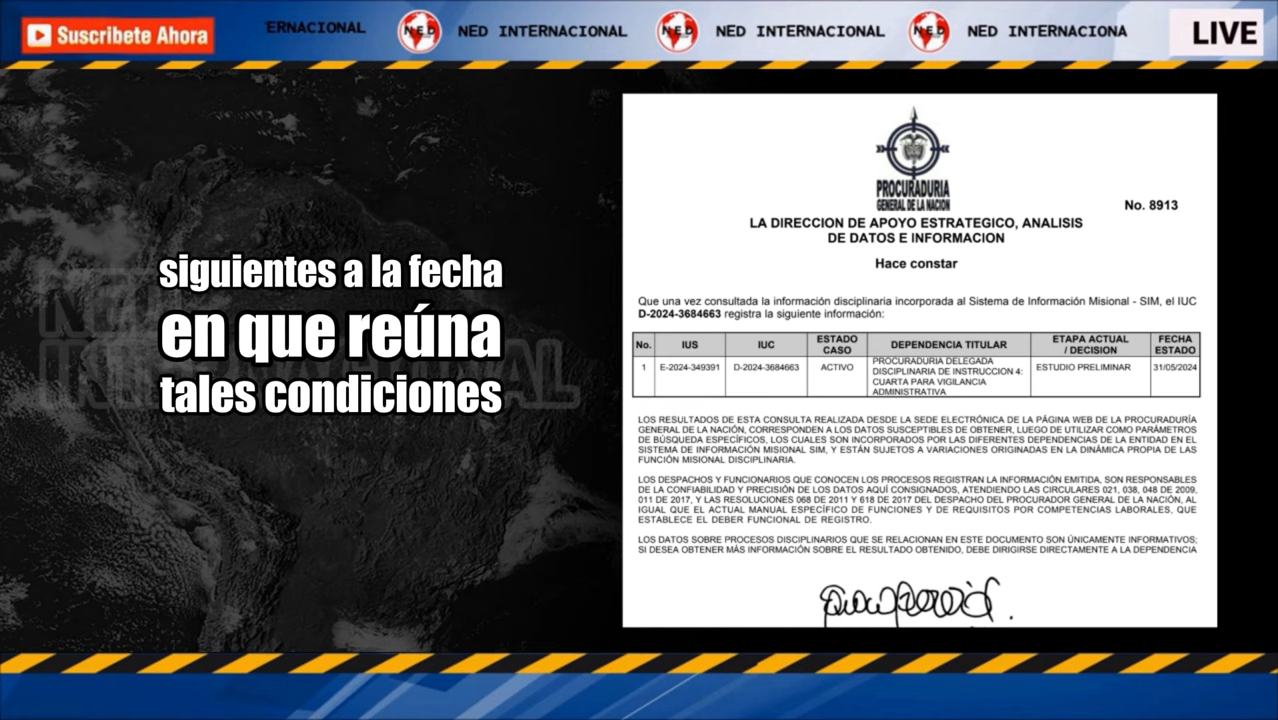 Suscribete Ahora
ERNACIONAL
NED
NED INTERNACIONAL
NED
NED INTERNACIONAL
NED
NED INTERNACIONA
LIVE
siguientes a la fecha
en que reúna
tales condiciones
NED
INTERNACIONAL
PROCURADURIA
GENERAL DE LA NACION
No. 8913
LA DIRECCION DE APOYO ESTRATEGICO, ANALISIS
DE DATOS E INFORMACION
Hace constar
Que una vez consultada la información disciplinaria incorporada al Sistema de Información Misional - SIM, el IUC
D-2024-3684663 registra la siguiente información:
No. IUS IUC ESTADO CASO DEPENDENCIA TITULAR ETAPA ACTUAL / DECISION FECHA ESTADO
1 E-2024-349391 D-2024-3684663 ACTIVO PROCURADURIA DELEGADA DISCIPLINARIA DE INSTRUCCION 4: CUARTA PARA VIGILANCIA ADMINISTRATIVA ESTUDIO PRELIMINAR 31/05/2024
LOS RESULTADOS DE ESTA CONSULTA REALIZADA DESDE LA SEDE ELECTRÓNICA DE LA PÁGINA WEB DE LA PROCURADURÍA
GENERAL DE LA NACIÓN, CORRESPONDEN A LOS DATOS SUSCEPTIBLES DE OBTENER, LUEGO DE UTILIZAR COMO PARÁMETROS
DE BÚSQUEDA ESPECÍFICOS, LOS CUALES SON INCORPORADOS POR LAS DIFERENTES DEPENDENCIAS DE LA ENTIDAD EN EL
SISTEMA DE INFORMACIÓN MISIONAL SIM, Y ESTÁN SUJETOS A VARIACIONES ORIGINADAS EN LA DINÁMICA PROPIA DE LAS
FUNCIÓN MISIONAL DISCIPLINARIA.
LOS DESPACHOS Y FUNCIONARIOS QUE CONOCEN LOS PROCESOS REGISTRAN LA INFORMACIÓN EMITIDA, SON RESPONSABLES
DE LA CONFIABILIDAD Y PRECISIÓN DE LOS DATOS AQUÍ CONSIGNADOS, ATENDIENDO LAS CIRCULARES 021, 038, 048 DE 2009,
011 DE 2017, Y LAS RESOLUCIONES 068 DE 2011 Y 618 DE 2017 DEL DESPACHO DEL PROCURADOR GENERAL DE LA NACIÓN, AL
IGUAL QUE EL ACTUAL MANUAL ESPECÍFICO DE FUNCIONES Y DE REQUISITOS POR COMPETENCIAS LABORALES, QUE
ESTABLECE EL DEBER FUNCIONAL DE REGISTRO.
LOS DATOS SOBRE PROCESOS DISCIPLINARIOS QUE SE RELACIONAN EN ESTE DOCUMENTO SON ÚNICAMENTE INFORMATIVOS;
SI DESEA OBTENER MÁS INFORMACIÓN SOBRE EL RESULTADO OBTENIDO, DEBE DIRIGIRSE DIRECTAMENTE A LA DEPENDENCIA